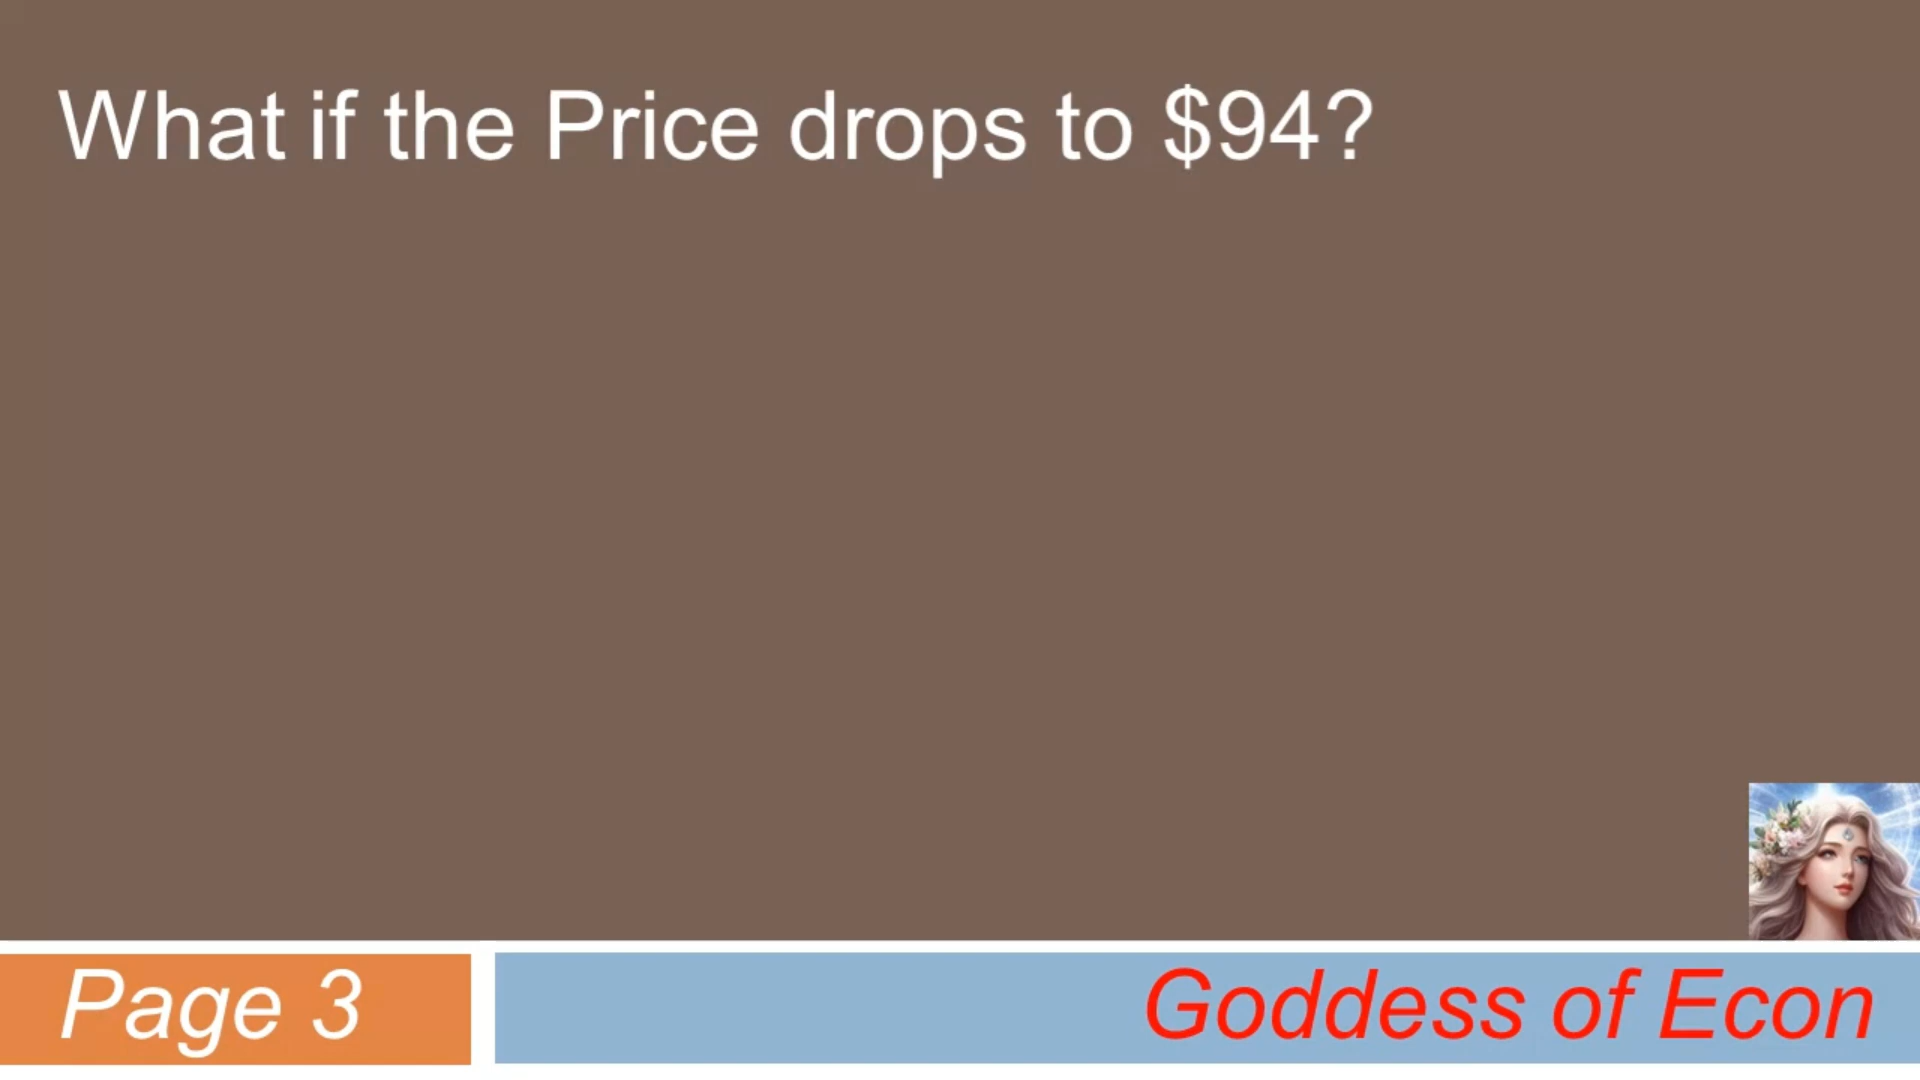 What if the Price drops to $94?
Page 3
Goddess of Econ